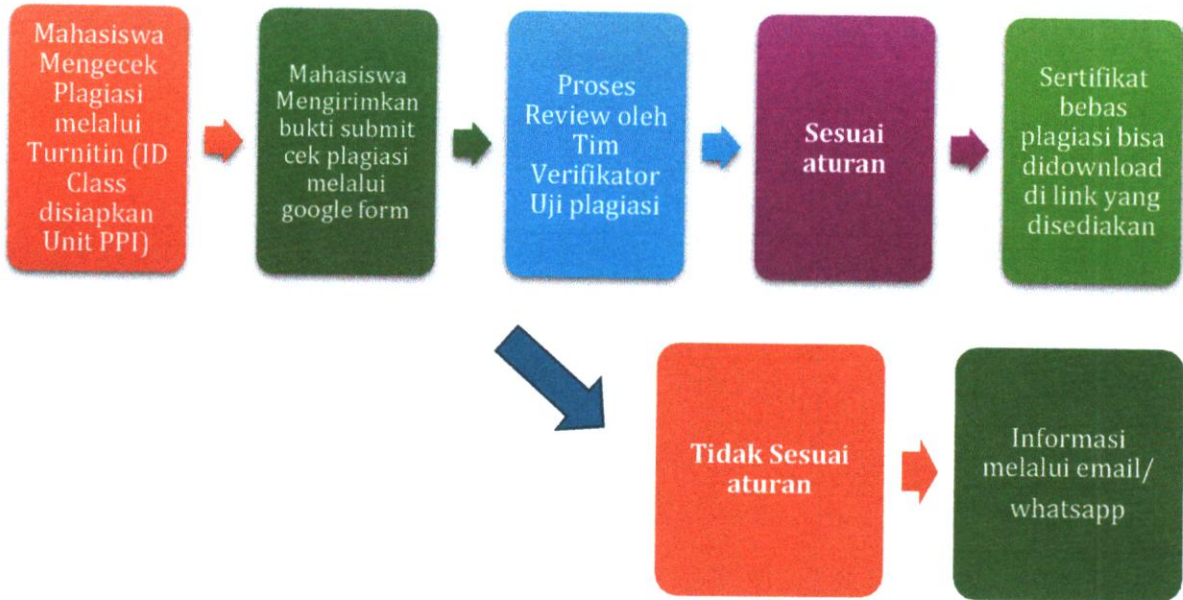 Mahasiswa
Mengecek
Plagiasi
melalui
Turnitin (ID
Class
disiapkan
Unit PPI)
Mahasiswa
Mengirimkan
bukti submit
cek plagiasi
melalui
google form
Proses
Review oleh
Tim
Verifikator
Uji plagiasi
Sesuai
aturan
Sertifikat
bebas
plagiasi bisa
didownload
di link yang
disediakan
Tidak Sesuai
aturan
Informasi
melalui email/
whatsapp